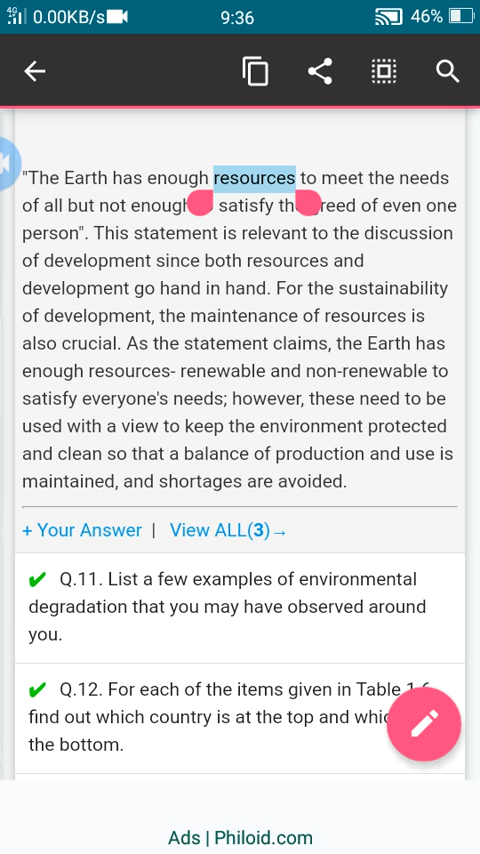 4G 0.00KB/s 9:36 46%
"The Earth has enough resources to meet the needs
of all but not enough satisfy the greed of even one
person". This statement is relevant to the discussion
of development since both resources and
development go hand in hand. For the sustainability
of development, the maintenance of resources is
also crucial. As the statement claims, the Earth has
enough resources- renewable and non-renewable to
satisfy everyone's needs; however, these need to be
used with a view to keep the environment protected
and clean so that a balance of production and use is
maintained, and shortages are avoided.
+ Your Answer | View ALL(3)→
✔ Q.11. List a few examples of environmental
degradation that you may have observed around
you.
✔ Q.12. For each of the items given in Table 1.6
find out which country is at the top and
the bottom.
Ads | Philoid.com